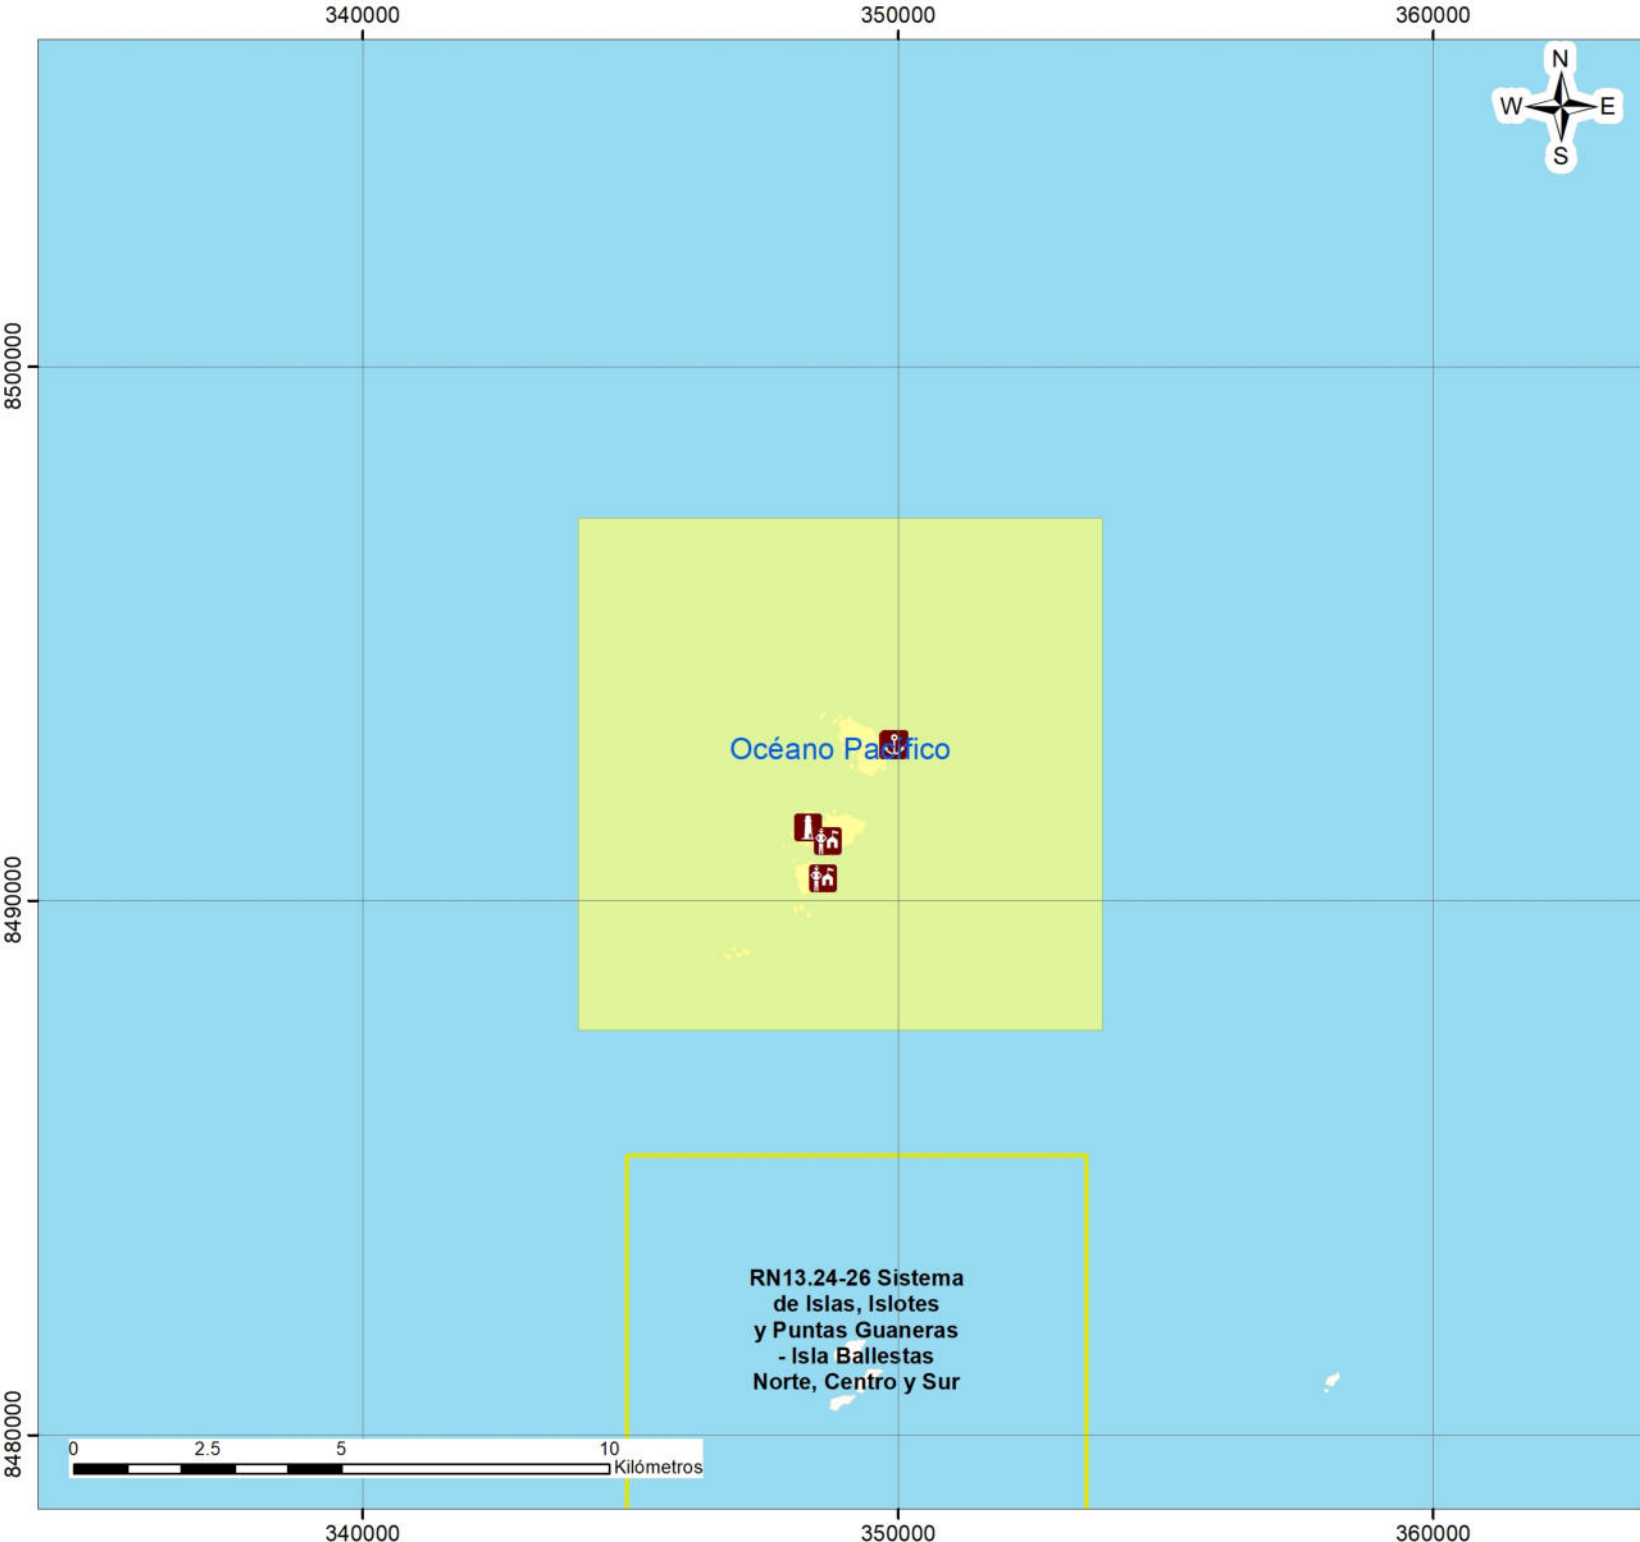 340000
350000
360000
N
W E
S
8500000
Océano Pacífico
8490000
RN13.24-26 Sistema
de Islas, Islotes
y Puntas Guaneras
- Isla Ballestas
Norte, Centro y Sur
8480000
0 2.5 5 10
Kilómetros
340000
350000
360000